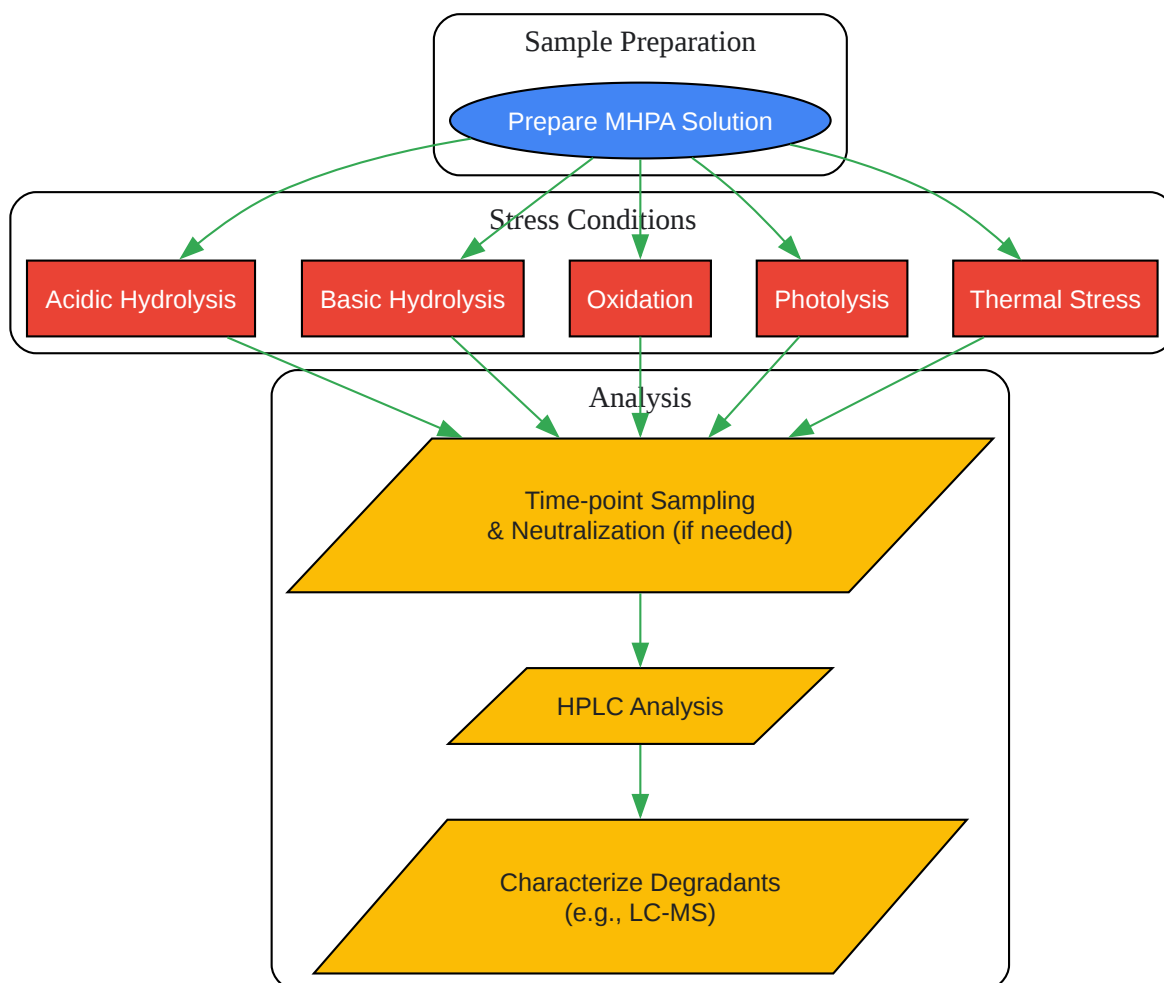 Sample Preparation
Prepare MHPA Solution
Stress Conditions
Acidic Hydrolysis
Basic Hydrolysis
Oxidation
Photolysis
Thermal Stress
Analysis
Time-point Sampling
& Neutralization (if needed)
HPLC Analysis
Characterize Degradants
(e.g., LC-MS)